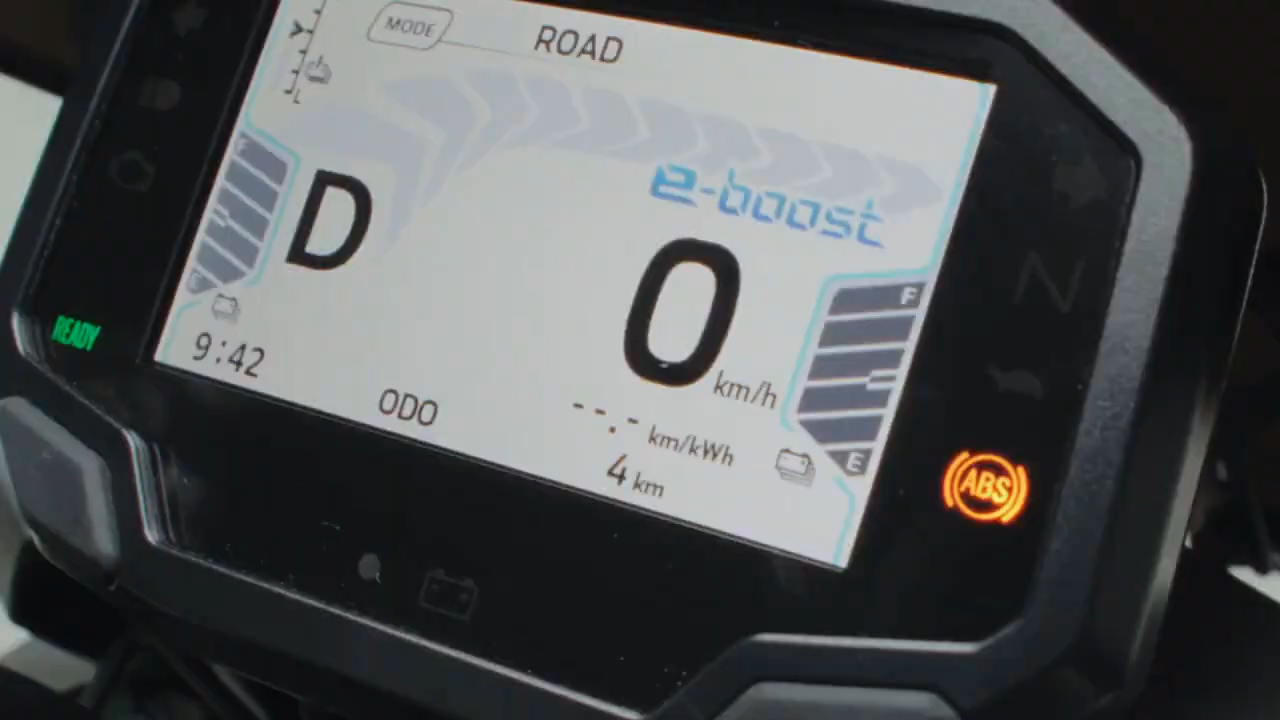 MODE
ROAD
L
e-boost
D
0 km/h
F
F
E
READY
9:42
ODO
--.- km/kWh
4 km
ABS
N